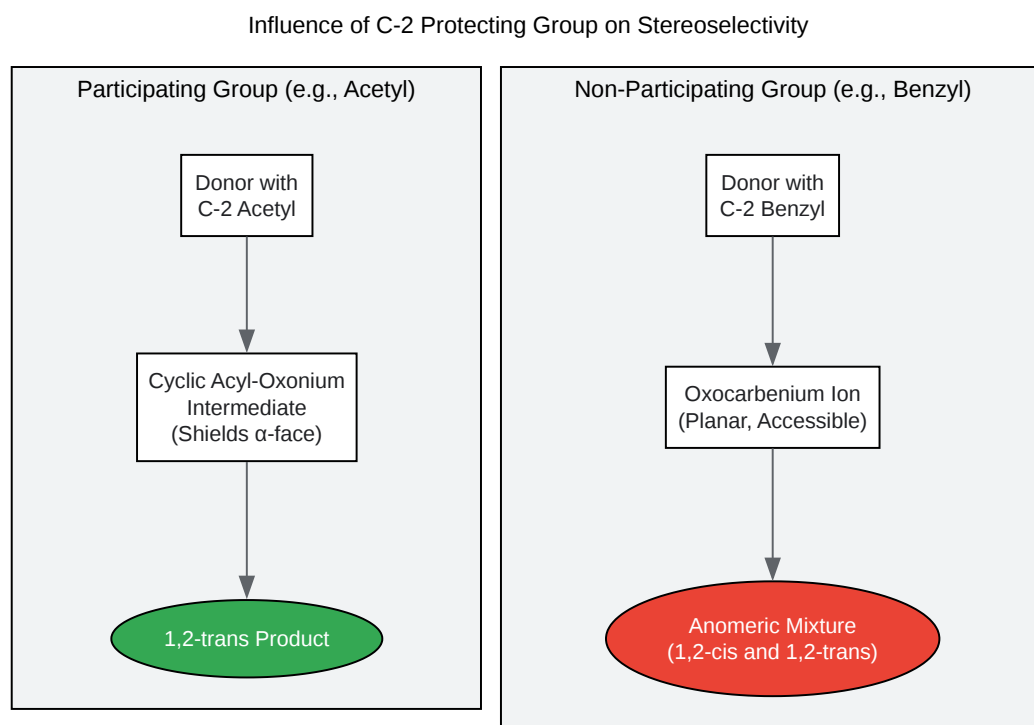 Influence of C-2 Protecting Group on Stereoselectivity
Participating Group (e.g., Acetyl)
Donor with
C-2 Acetyl
Cyclic Acyl-Oxonium
Intermediate
(Shields α-face)
1,2-trans Product
Non-Participating Group (e.g., Benzyl)
Donor with
C-2 Benzyl
Oxocarbenium Ion
(Planar, Accessible)
Anomeric Mixture
(1,2-cis and 1,2-trans)